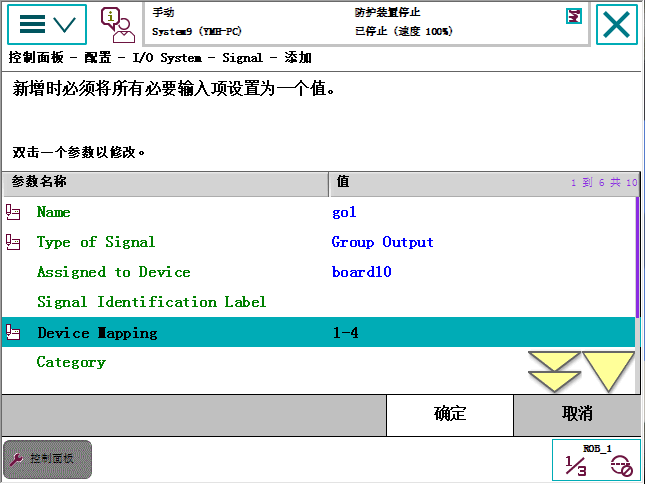 手动
System9 (YMH-PC)
防护装置停止
已停止 (速度 100%)
控制面板 - 配置 - I/O System - Signal - 添加
新增时必须将所有必要输入项设置为一个值。
双击一个参数以修改。
参数名称 值 1 到 6 共 10
Name go1
Type of Signal Group Output
Assigned to Device board10
Signal Identification Label
Device Mapping 1-4
Category
确定 取消
控制面板
ROB_1
1/3